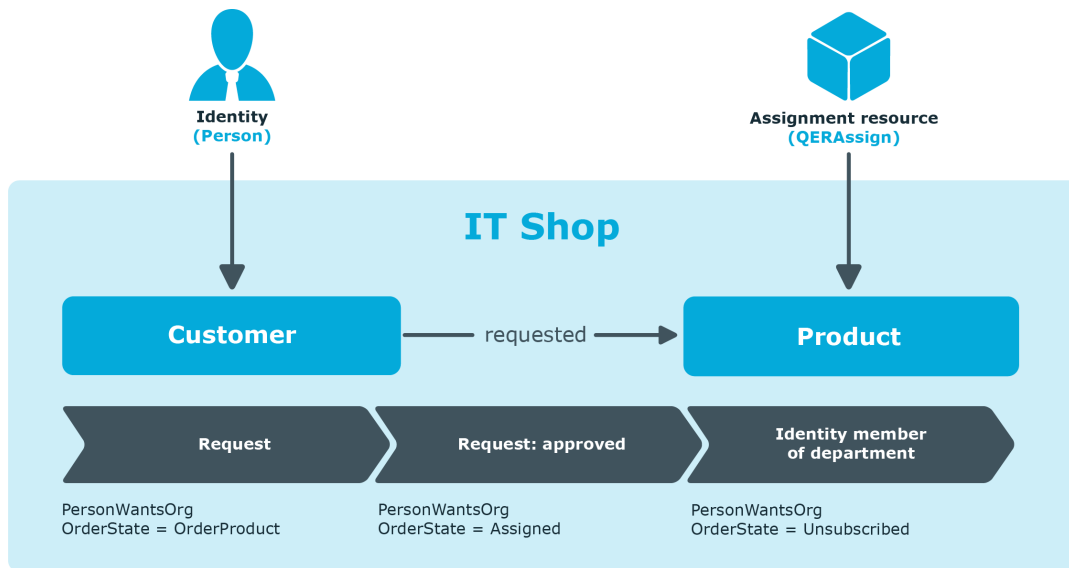 Identity
(Person)
Assignment resource
(QERAssign)
IT Shop
Customer
requested
Product
Request
Request: approved
Identity member
of department
PersonWantsOrg
OrderState = OrderProduct
PersonWantsOrg
OrderState = Assigned
PersonWantsOrg
OrderState = Unsubscribed